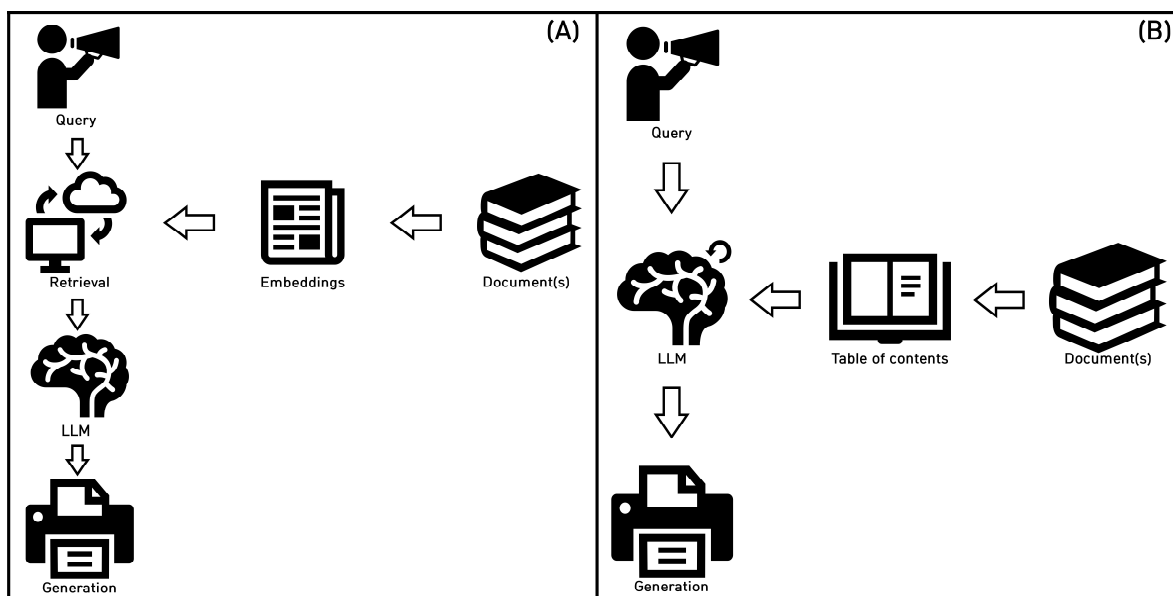 (A)
Query
Retrieval
Embeddings
Document(s)
LLM
Generation
(B)
Query
LLM
Table of contents
Document(s)
Generation